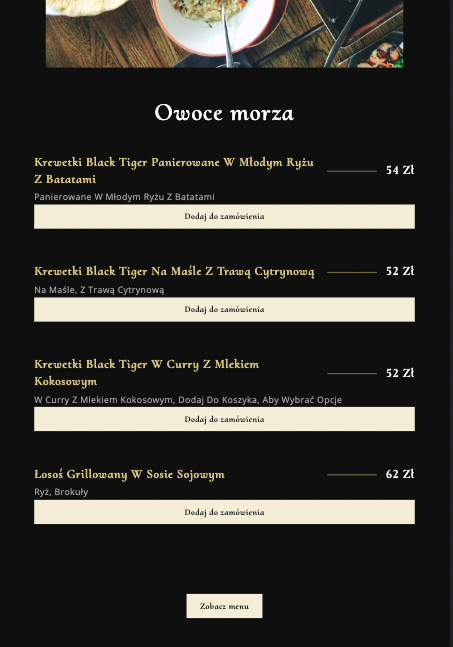 Owoce morza
Krewetki Black Tiger Panierowane W Młodym Ryżu
Z Batatami
54 Zł
Panierowane W Młodym Ryżu Z Batatami
Dodaj do zamówienia
Krewetki Black Tiger Na Maśle Z Trawą Cytrynową
52 Zł
Na Maśle, Z Trawą Cytrynową
Dodaj do zamówienia
Krewetki Black Tiger W Curry Z Mlekiem
Kokosowym
52 Zł
W Curry Z Mlekiem Kokosowym, Dodaj Do Koszyka, Aby Wybrać Opcje
Dodaj do zamówienia
Łosoś Grillowany W Sosie Sojowym
62 Zł
Ryż, Brokuły
Dodaj do zamówienia
Zobacz menu